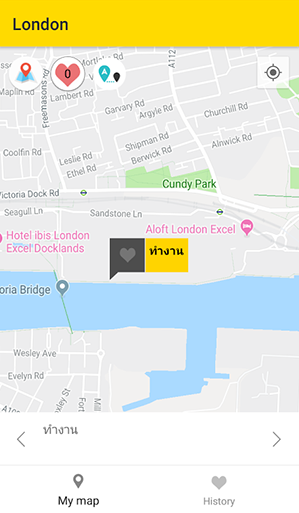 London
0
A
A112
Freemasons Rd
Marplin Rd
Lambert Rd
Garvary Rd
Argyle Rd
Churchill Rd
Shipman Rd
Berwick Rd
Alnwick Rd
Coolfin Rd
Leslie Rd
Ethel Rd
Cundy Park
Victoria Dock Rd
Seagull Ln
Sandstone Ln
Hotel ibis London
Excel Docklands
Aloft London Excel
ทำงาน
oria Bridge
Wesley Ave
Evelyn Rd
Mill Rd
ทำงาน
My map
History